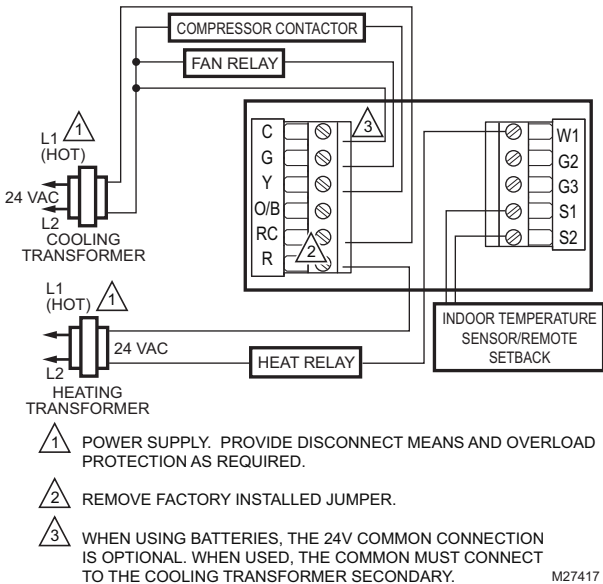 COMPRESSOR CONTACTOR
FAN RELAY
1
L1
(HOT)
24 VAC
L2
COOLING
TRANSFORMER
3
C
G
Y
O/B
RC
R
2
W1
G2
G3
S1
S2
L1
(HOT)
1
24 VAC
L2
HEATING
TRANSFORMER
HEAT RELAY
INDOOR TEMPERATURE
SENSOR/REMOTE
SETBACK
1 POWER SUPPLY. PROVIDE DISCONNECT MEANS AND OVERLOAD
PROTECTION AS REQUIRED.
2 REMOVE FACTORY INSTALLED JUMPER.
3 WHEN USING BATTERIES, THE 24V COMMON CONNECTION
IS OPTIONAL. WHEN USED, THE COMMON MUST CONNECT
TO THE COOLING TRANSFORMER SECONDARY.
M27417